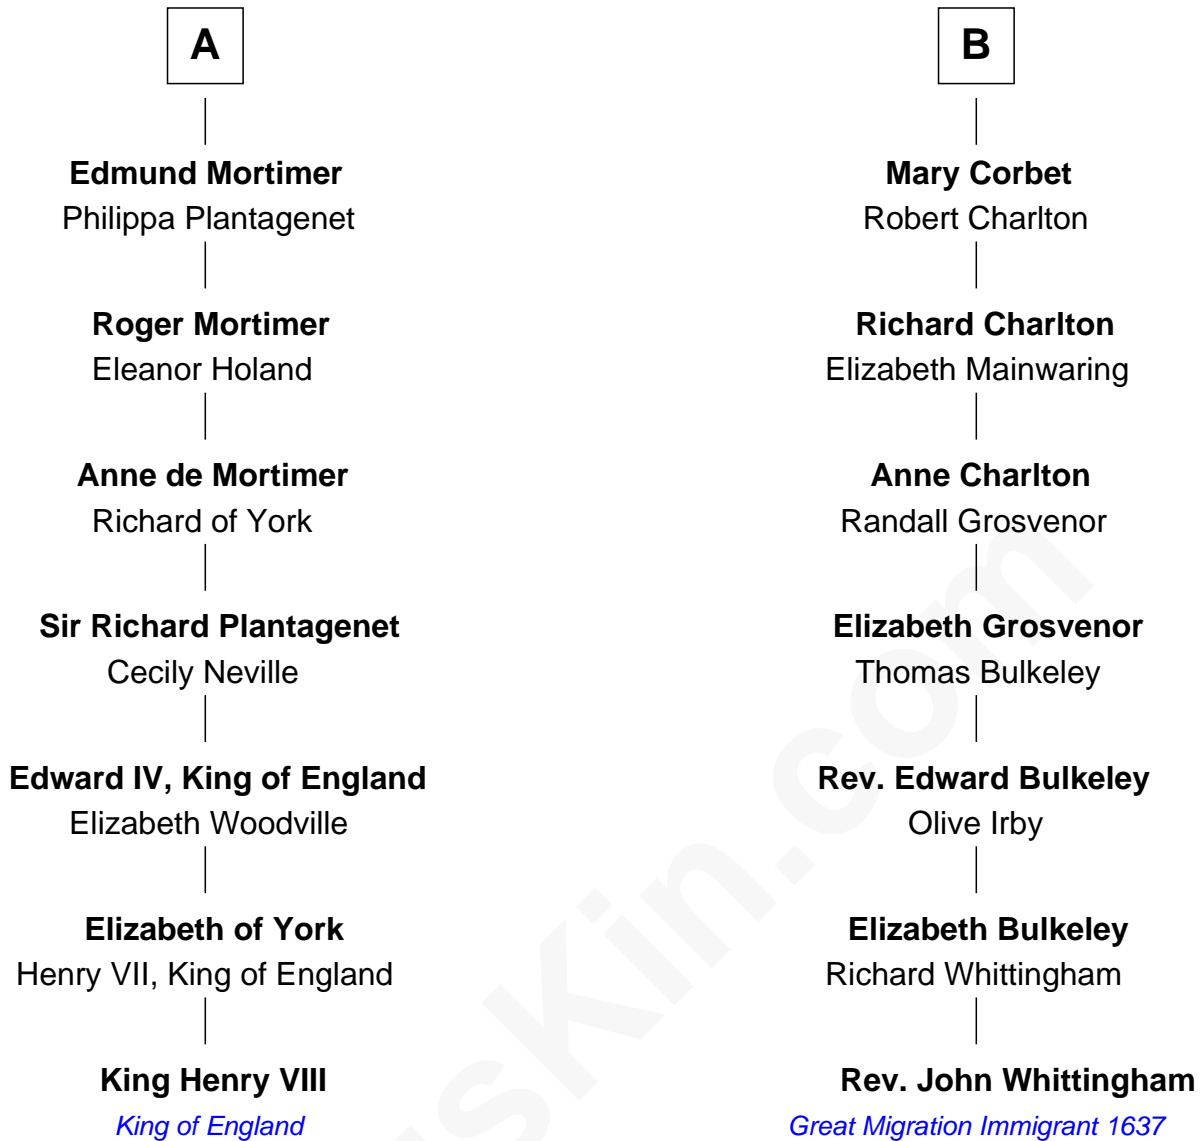 A
Edmund Mortimer
Philippa Plantagenet
Roger Mortimer
Eleanor Holand
Anne de Mortimer
Richard of York
Sir Richard Plantagenet
Cecily Neville
Edward IV, King of England
Elizabeth Woodville
Elizabeth of York
Henry VII, King of England
King Henry VIII
King of England
B
Mary Corbet
Robert Charlton
Richard Charlton
Elizabeth Mainwaring
Anne Charlton
Randall Grosvenor
Elizabeth Grosvenor
Thomas Bulkeley
Rev. Edward Bulkeley
Olive Irby
Elizabeth Bulkeley
Richard Whittingham
Rev. John Whittingham
Great Migration Immigrant 1637
sKin.com